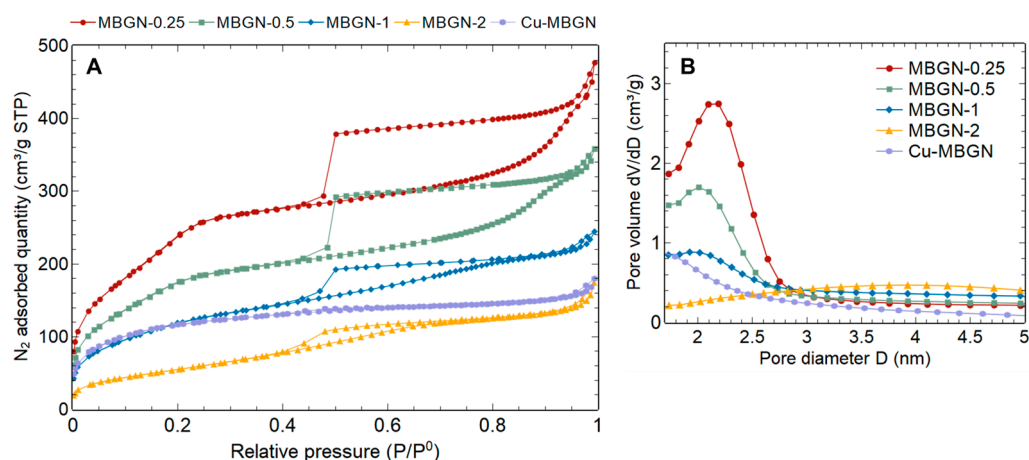 MBGN-0.25 MBGN-0.5 MBGN-1 MBGN-2 Cu-MBGN
A
N₂ adsorbed quantity (cm³/g STP)
500
400
300
200
100
0
0 0.2 0.4 0.6 0.8 1
Relative pressure (P/P⁰)
B
MBGN-0.25
MBGN-0.5
MBGN-1
MBGN-2
Cu-MBGN
Pore volume dV/dD (cm³/g)
3
2
1
0
2 2.5 3 3.5 4 4.5 5
Pore diameter D (nm)